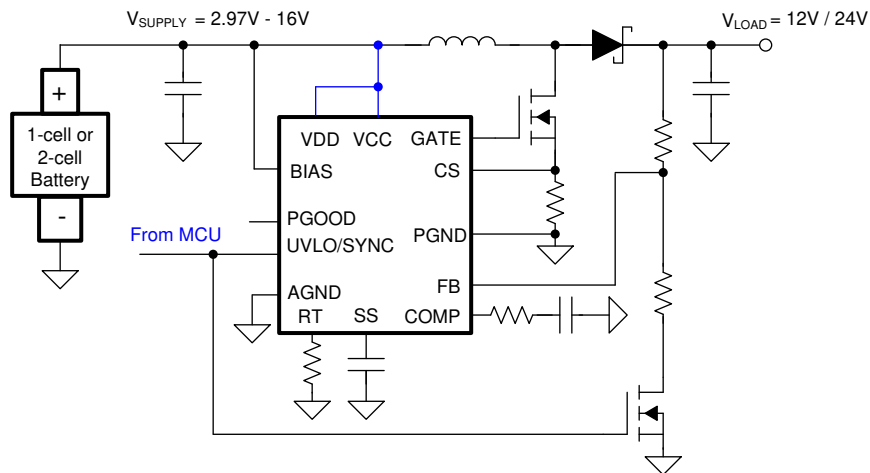 VSUPPLY = 2.97V - 16V
VLOAD = 12V / 24V
+
1-cell or
2-cell
Battery
-
VDD VCC GATE
BIAS CS
PGOOD
From MCU
UVLO/SYNC PGND
AGND FB
RT SS COMP